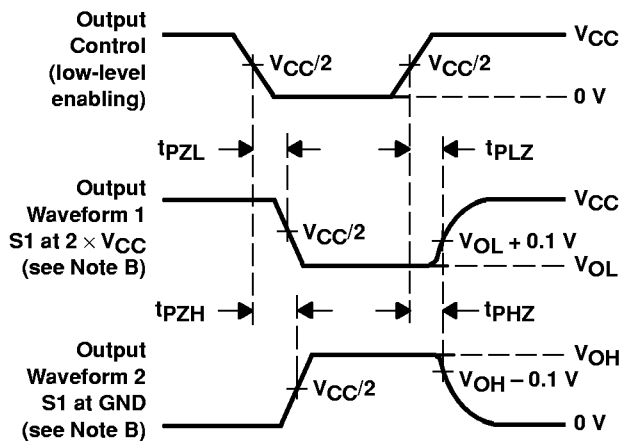 Output
Control
(low-level
enabling)
VCC/2
VCC/2
VCC
0 V
tPZL
tPLZ
Output
Waveform 1
S1 at 2 × VCC
(see Note B)
VCC/2
VCC
VOL + 0.1 V
VOL
tPZH
tPHZ
Output
Waveform 2
S1 at GND
(see Note B)
VCC/2
VOH
VOH – 0.1 V
0 V